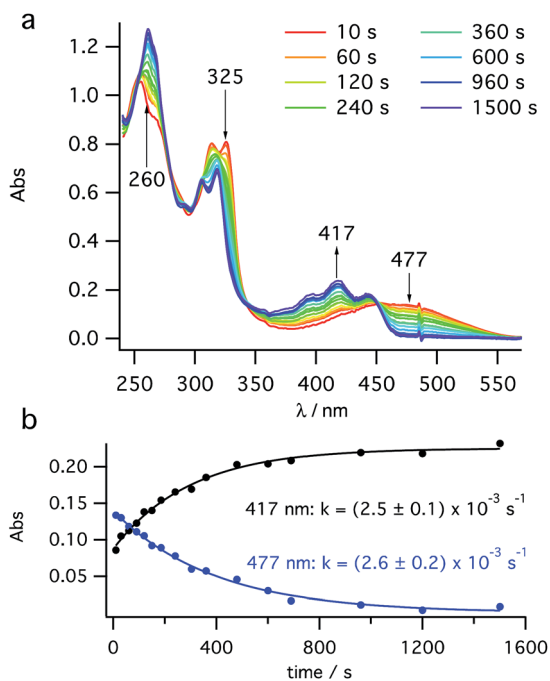 a
10 s
60 s
120 s
240 s
360 s
600 s
960 s
1500 s
325
260
417
477
Abs
1.2
1.0
0.8
0.6
0.4
0.2
0.0
250
300
350
400
450
500
550
λ / nm
b
Abs
0.20
0.15
0.10
0.05
417 nm: k = (2.5 ± 0.1) x 10⁻³ s⁻¹
477 nm: k = (2.6 ± 0.2) x 10⁻³ s⁻¹
0
400
800
1200
1600
time / s